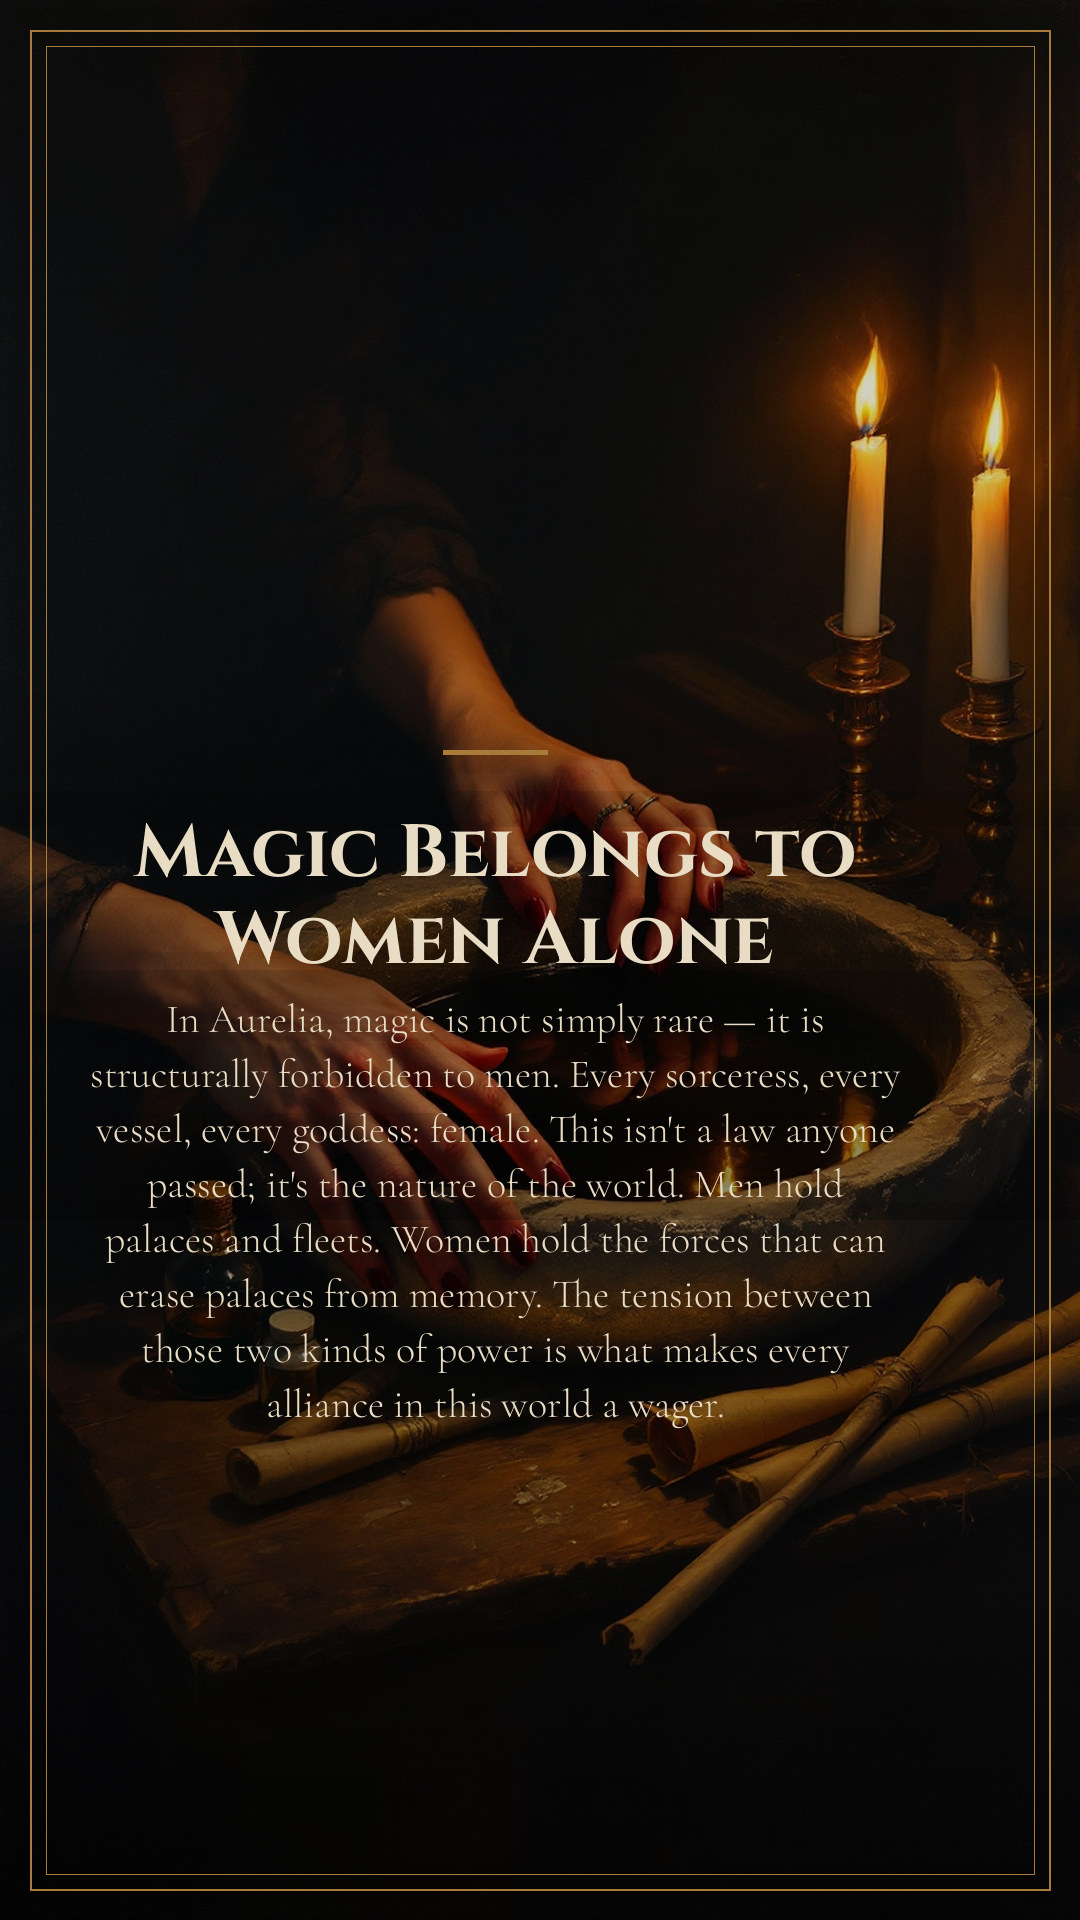 Magic Belongs to
Women Alone
In Aurelia, magic is not simply rare — it is
structurally forbidden to men. Every sorceress, every
vessel, every goddess: female. This isn't a law anyone
passed; it's the nature of the world. Men hold
palaces and fleets. Women hold the forces that can
erase palaces from memory. The tension between
those two kinds of power is what makes every
alliance in this world a wager.